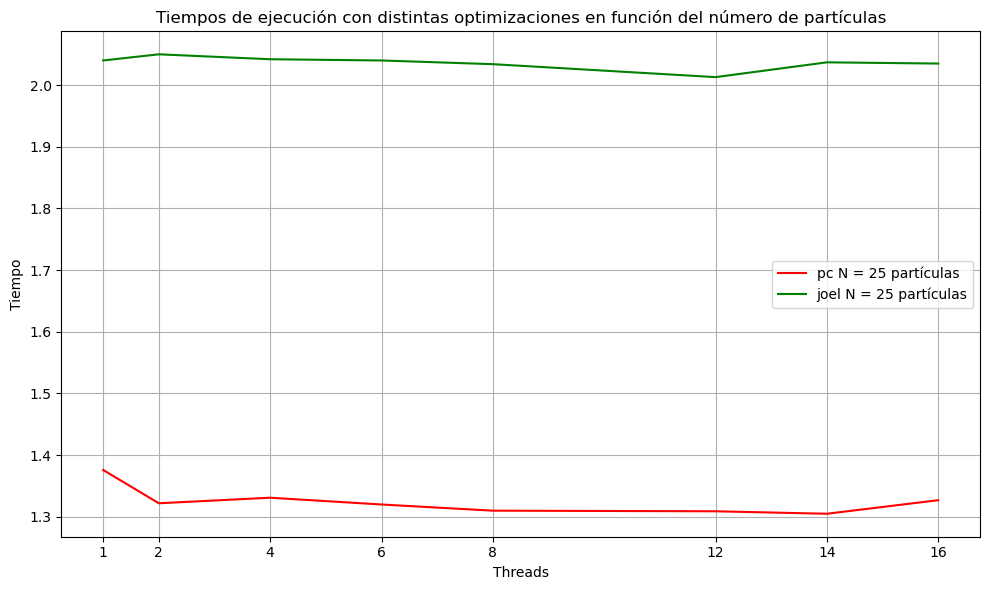 Tiempos de ejecución con distintas optimizaciones en función del número de partículas
Tiempo
2.0
1.9
1.8
1.7
1.6
1.5
1.4
1.3
pc N = 25 partículas
joel N = 25 partículas
1 2 4 6 8 12 14 16
Threads